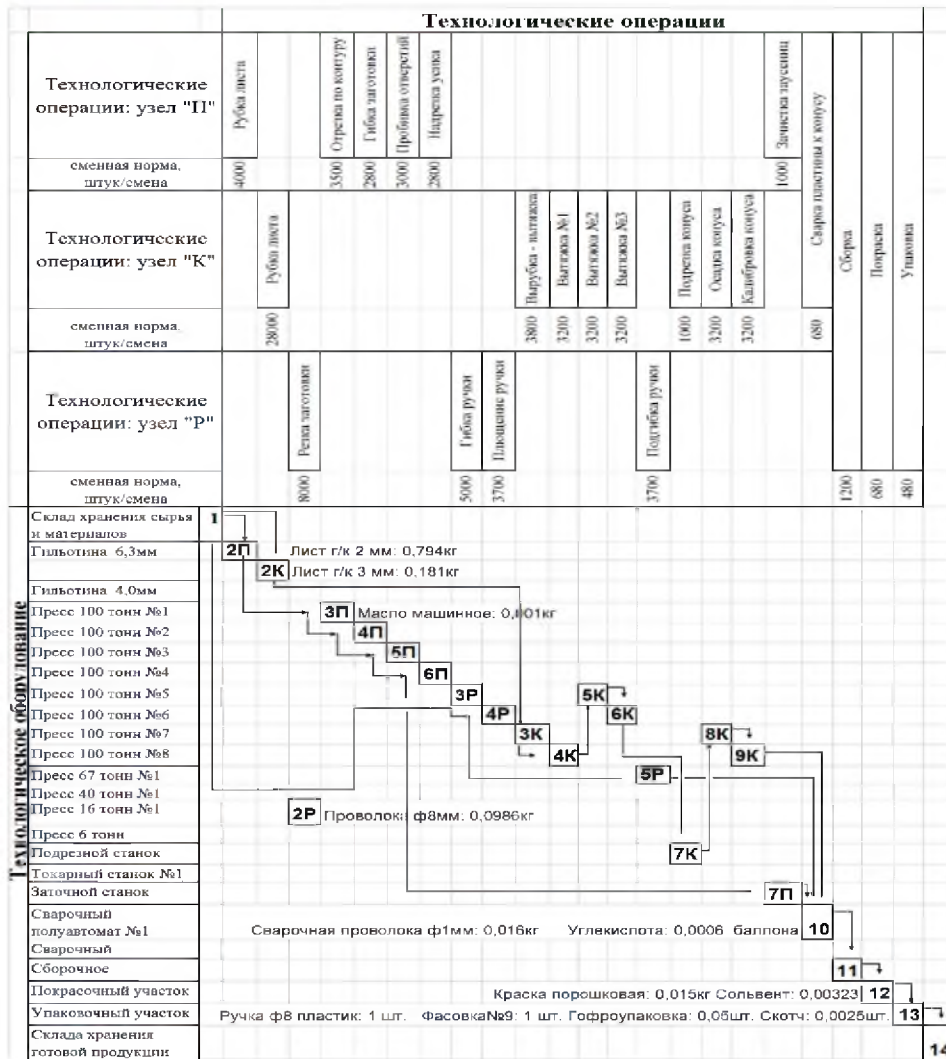 Технологические операции
Технологические
операции: узел "П"
Рубка листа
Отрезка по контуру
Гибка заготовки
Пробивка отверстий
Надрезка усика
Зачистка заусениц
Сварка пластины к конусу
сменная норма,
штук/смена
4000
3500
2800
3000
2800
1000
Технологические
операции: узел "К"
Рубка листа
Вырубка - вытяжка
Вытяжка №1
Вытяжка №2
Вытяжка №3
Подрезка конуса
Осадка конуса
Калибровка конуса
Сборка
Покраска
Упаковка
сменная норма,
штук/смена
28000
3800
3200
3200
3200
1000
3200
3200
680
Технологические
операции: узел "Р"
Резка заготовки
Гибка ручки
Плющение ручки
Подгибка ручки
сменная норма,
штук/смена
8000
5000
3700
3700
1200
680
480
Технологическое оборудование
Склад хранения сырья
и материалов
1
Гильотина 6,3мм
2П
Лист г/к 2 мм: 0,794кг
2К
Лист г/к 3 мм: 0,181кг
Гильотина 4,0мм
Пресс 100 тонн №1
3П
Масло машинное: 0,001кг
Пресс 100 тонн №2
4П
Пресс 100 тонн №3
5П
Пресс 100 тонн №4
6П
Пресс 100 тонн №5
3Р
5К
Пресс 100 тонн №6
4Р
6К
Пресс 100 тонн №7
3К
8К
Пресс 100 тонн №8
4К
9К
Пресс 67 тонн №1
5Р
Пресс 40 тонн №1
Пресс 16 тонн №1
2Р
Проволока ф8мм: 0,0986кг
Пресс 6 тонн
Подрезной станок
7К
Токарный станок №1
Заточной станок
7П
Сварочный
полуавтомат №1
Сварочная проволока ф1мм: 0,016кг
Углекислота: 0,0006 баллона
10
Сварочный
Сборочное
11
Покрасочный участок
Краска порошковая: 0,015кг Сольвент: 0,00323
12
Упаковочный участок
Ручка ф8 пластик: 1 шт. Фасовка№9: 1 шт. Гофроупаковка: 0,05шт. Скотч: 0,0025шт.
13
Склада хранения
готовой продукции
14